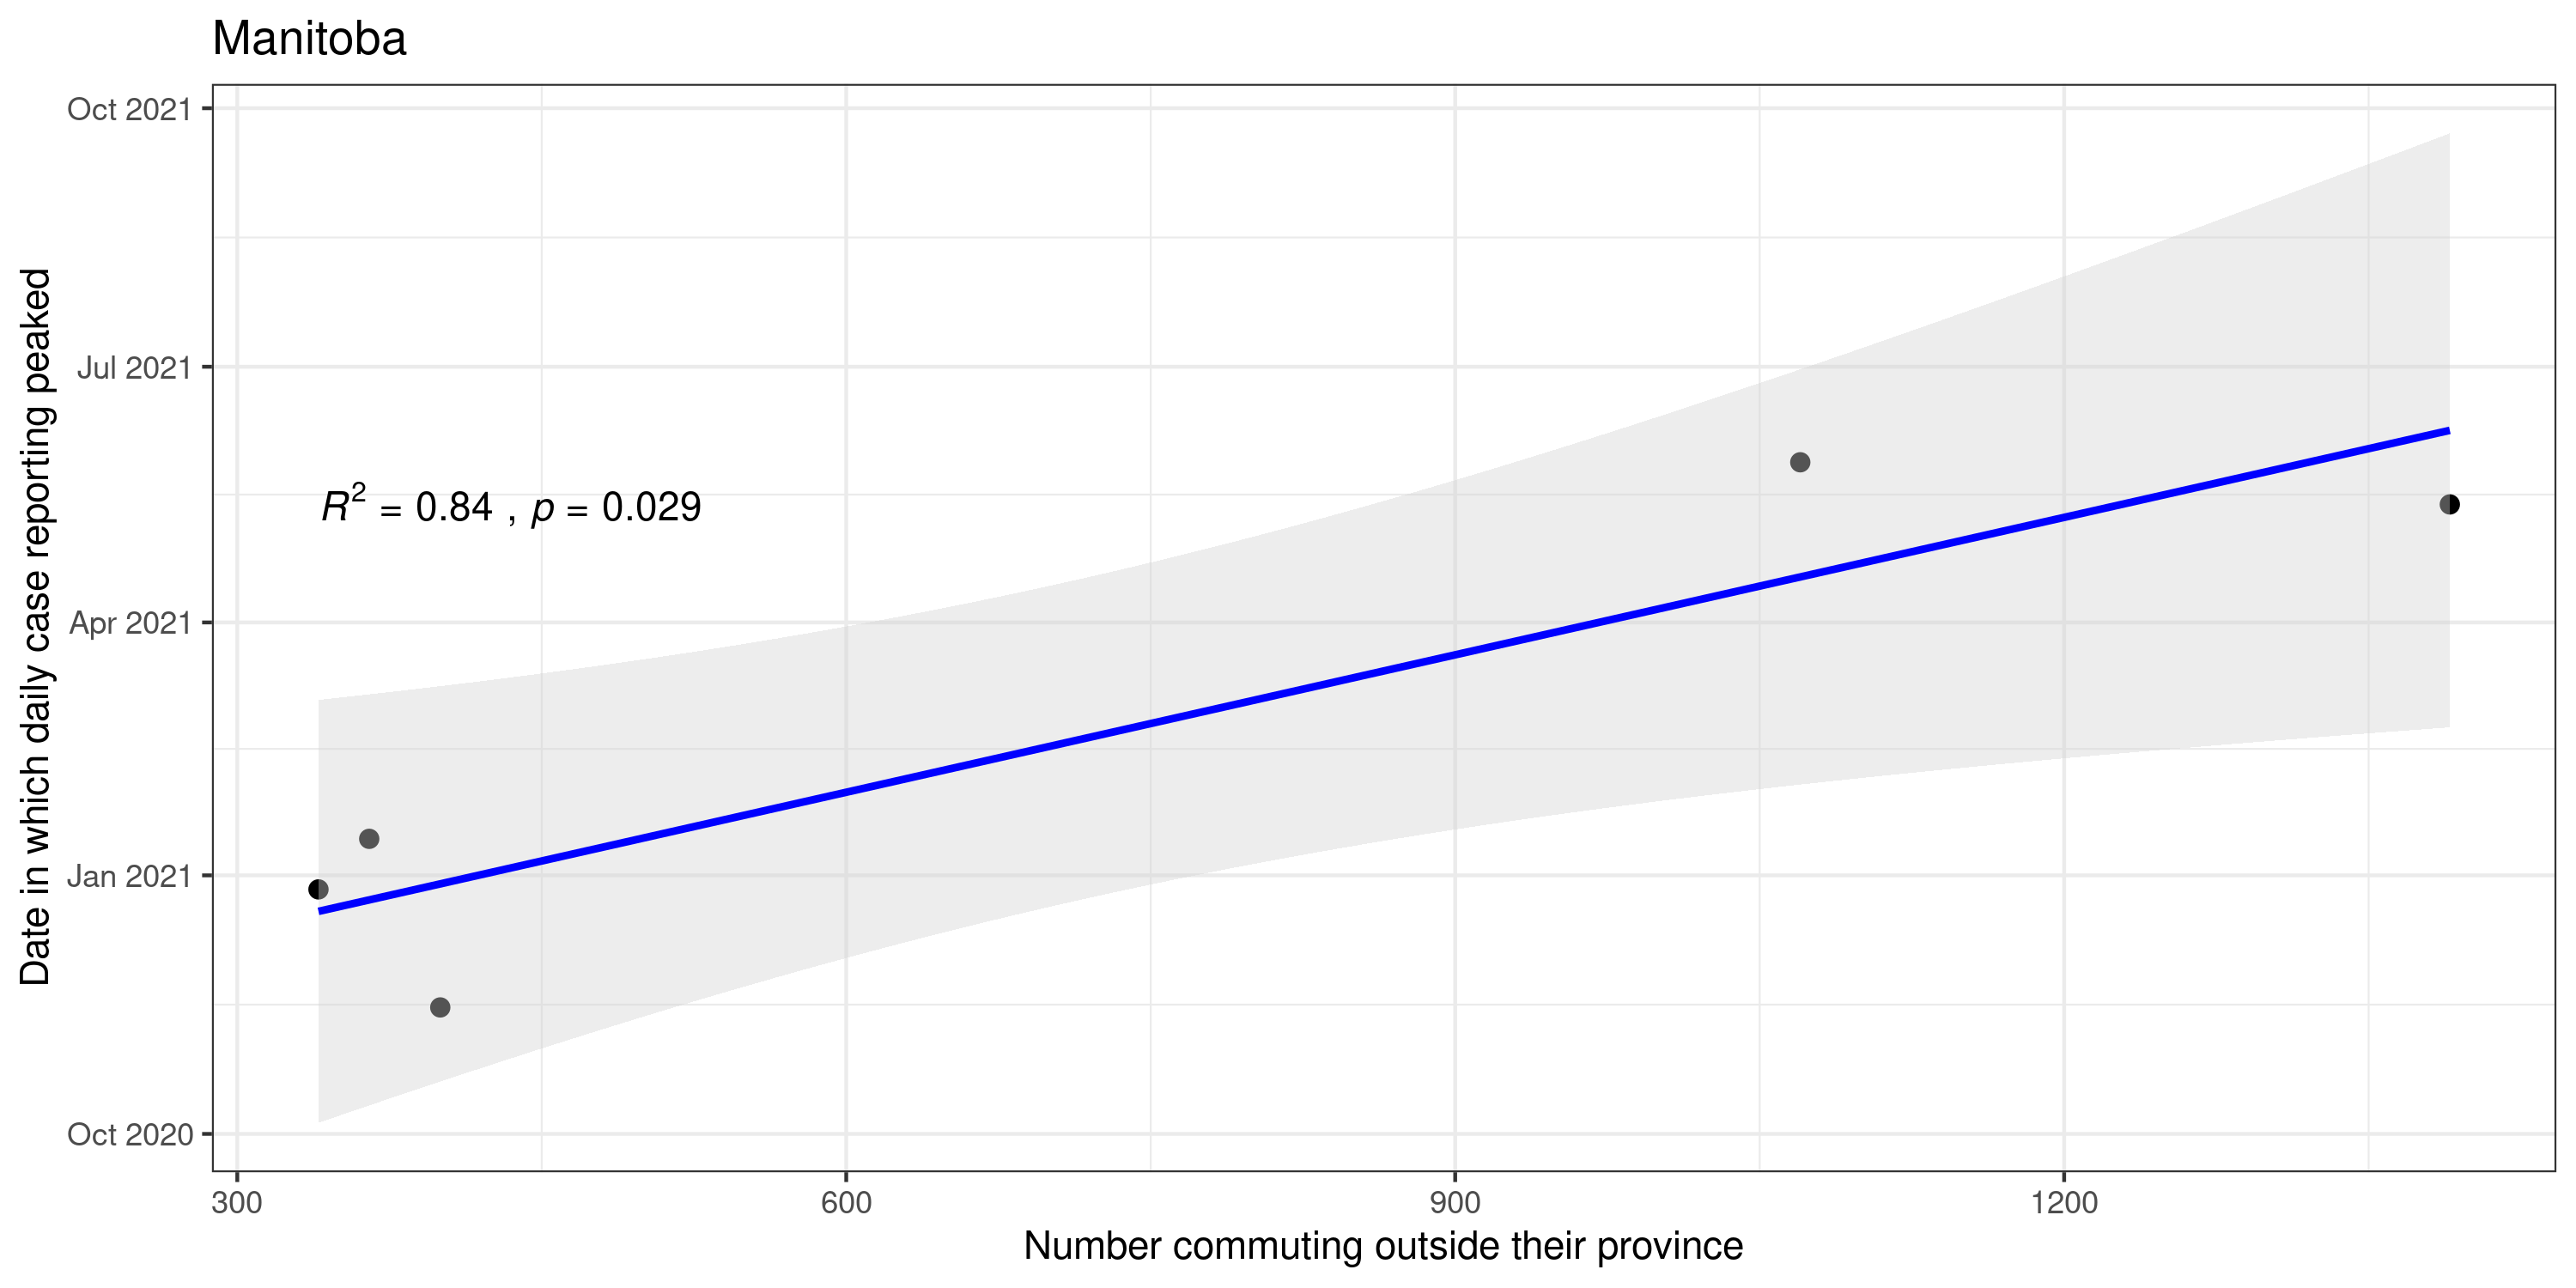 Manitoba
Date in which daily case reporting peaked
Oct 2021
Jul 2021
Apr 2021
Jan 2021
Oct 2020
R² = 0.84 , p = 0.029
300 600 900 1200
Number commuting outside their province